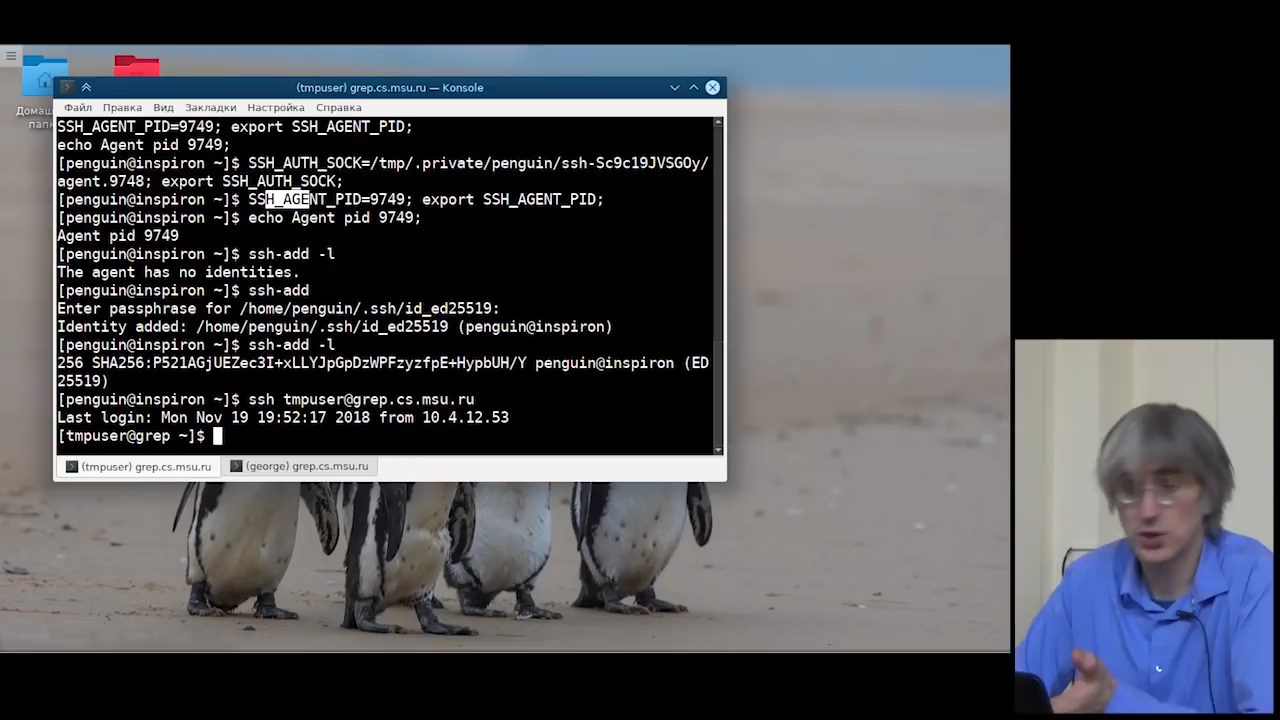 (tmpuser) grep.cs.msu.ru — Konsole
Файл Правка Вид Закладки Настройка Справка
SSH_AGENT_PID=9749; export SSH_AGENT_PID;
echo Agent pid 9749;
[penguin@inspiron ~]$ SSH_AUTH_SOCK=/tmp/.private/penguin/ssh-Sc9c19JVSGOy/
agent.9748; export SSH_AUTH_SOCK;
[penguin@inspiron ~]$ SSH_AGENT_PID=9749; export SSH_AGENT_PID;
[penguin@inspiron ~]$ echo Agent pid 9749;
Agent pid 9749
[penguin@inspiron ~]$ ssh-add -l
The agent has no identities.
[penguin@inspiron ~]$ ssh-add
Enter passphrase for /home/penguin/.ssh/id_ed25519:
Identity added: /home/penguin/.ssh/id_ed25519 (penguin@inspiron)
[penguin@inspiron ~]$ ssh-add -l
256 SHA256:P521AGjUEZec3I+xLLYJpGpDzWPFzyzfpE+HypbUH/Y penguin@inspiron (ED
25519)
[penguin@inspiron ~]$ ssh tmpuser@grep.cs.msu.ru
Last login: Mon Nov 19 19:52:17 2018 from 10.4.12.53
[tmpuser@grep ~]$
(tmpuser) grep.cs.msu.ru
(george) grep.cs.msu.ru